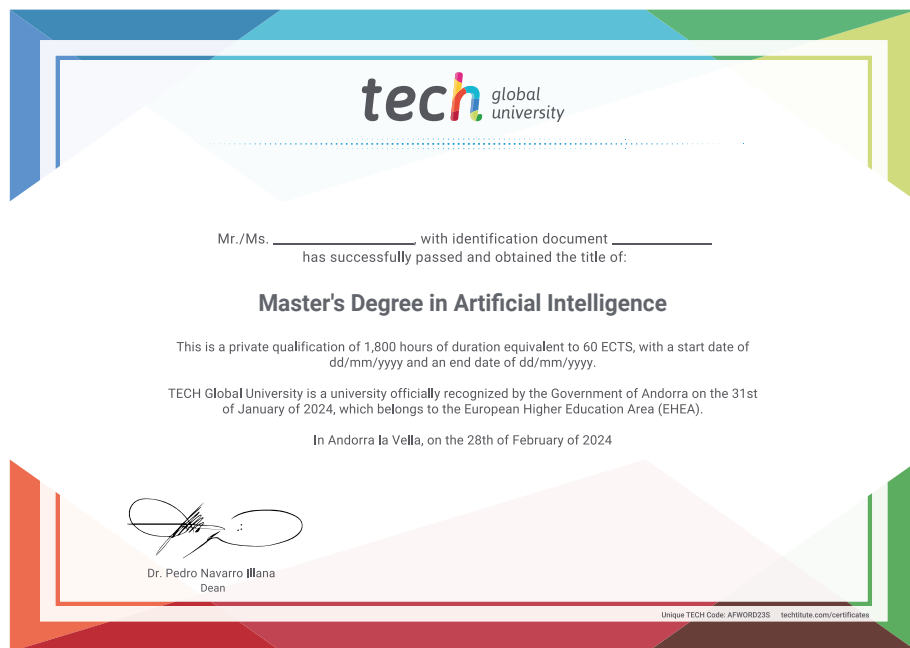 tech global
university
Mr./Ms. ____________, with identification document ____________
has successfully passed and obtained the title of:
Master's Degree in Artificial Intelligence
This is a private qualification of 1,800 hours of duration equivalent to 60 ECTS, with a start date of
dd/mm/yyyy and an end date of dd/mm/yyyy.
TECH Global University is a university officially recognized by the Government of Andorra on the 31st
of January of 2024, which belongs to the European Higher Education Area (EHEA).
In Andorra la Vella, on the 28th of February of 2024
Dr. Pedro Navarro Illana
Dean
Unique TECH Code: AFWORD23S techtitute.com/certificates